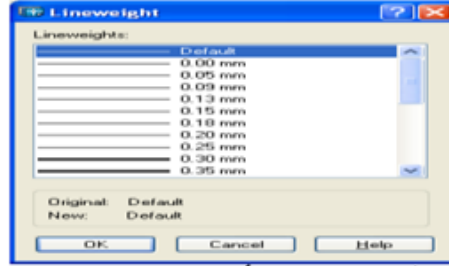 Lineweight
Lineweights:
Default
0.00 mm
0.05 mm
0.09 mm
0.13 mm
0.15 mm
0.18 mm
0.20 mm
0.25 mm
0.30 mm
0.35 mm
Original: Default
New: Default
OK Cancel Help